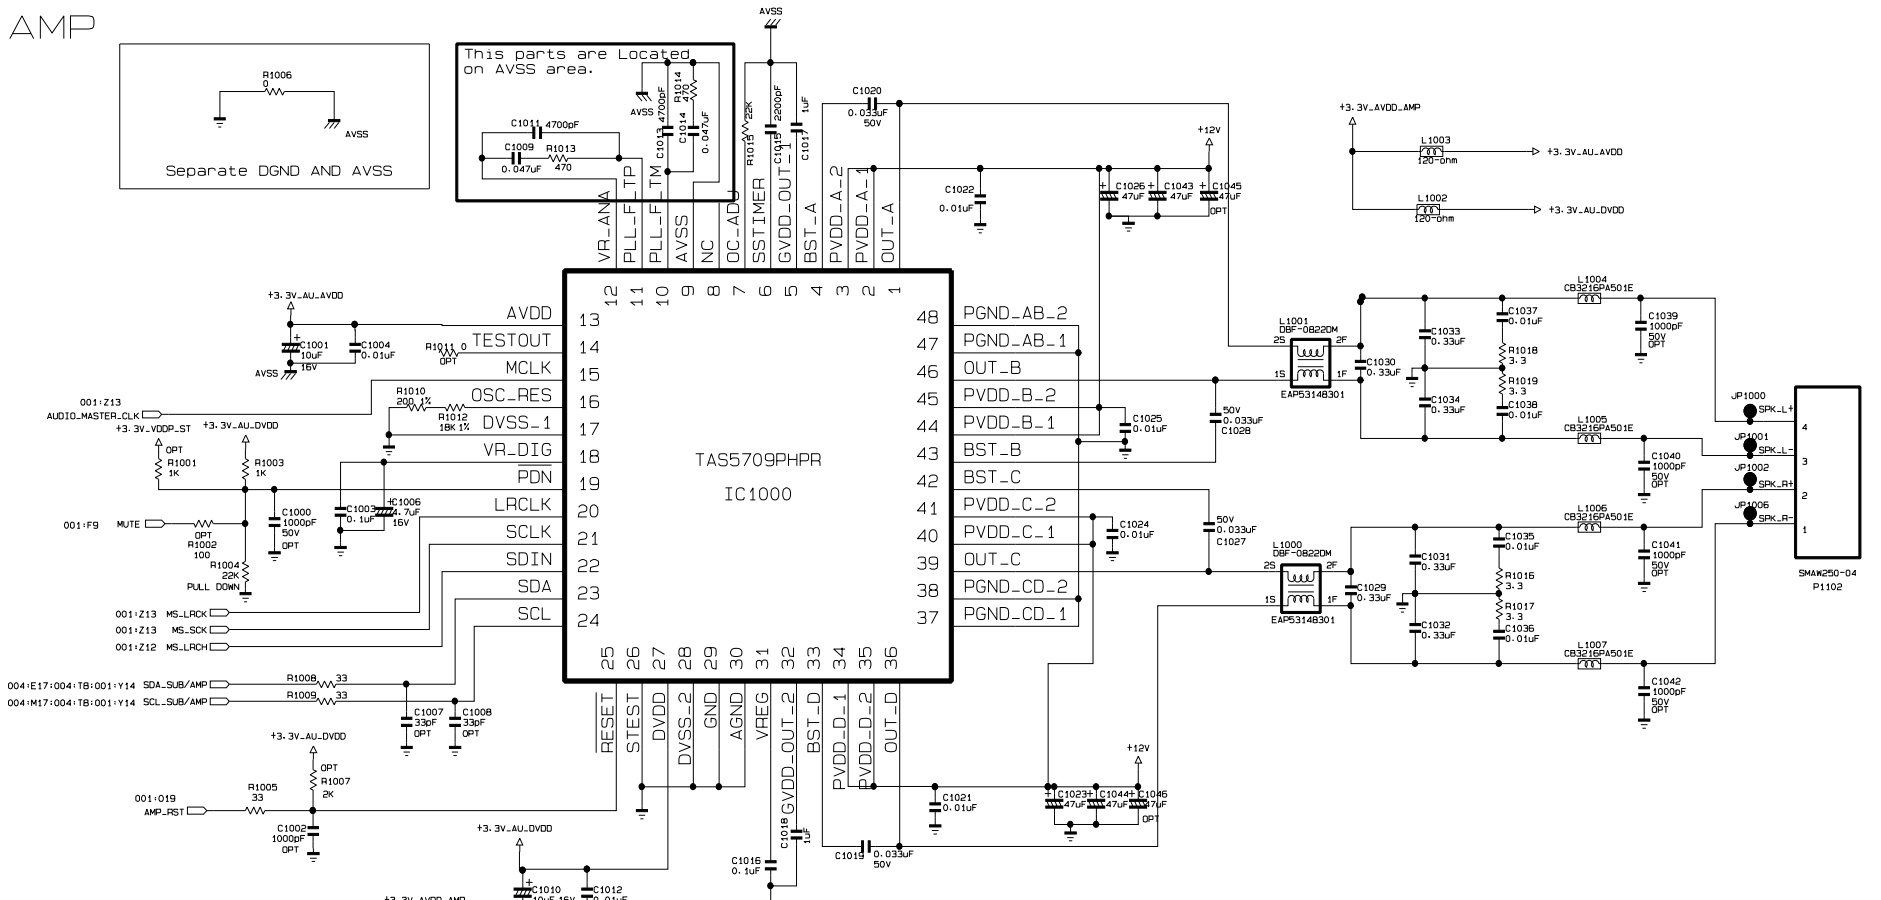 AMP
R1006
0
AVSS
Separate DGND AND AVSS
This parts are Located
on AVSS area.
AVSS
C1011 4700pF
C1009
0.047uF
R1013
470
C1013 4700pF
R1014
470
C1014
0.047uF
AVSS
R1015 22K
C1015 2200pF
C1017 1uF
C1020
0.033uF
50V
+12V
C1022
0.01uF
C1026
47uF
C1043
47uF
C1045
47uF
OPT
+3.3V_AVDD_AMP
L1003
120-ohm
+3.3V_AU_AVDD
L1002
120-ohm
+3.3V_AU_DVDD
VR_ANA
PLL_F_TP
PLL_F_TM
AVSS
NC
OC_ADJ
SSTIMER
GVDD_OUT_1
BST_A
PVDD_A_2
PVDD_A_1
OUT_A
12
11
10
9
8
7
6
5
4
3
2
1
TAS5709PHPR
IC1000
AVDD
13
TESTOUT
14
MCLK
15
OSC_RES
16
DVSS_1
17
VR_DIG
18
PDN
19
LRCLK
20
SCLK
21
SDIN
22
SDA
23
SCL
24
48
PGND_AB_2
47
PGND_AB_1
46
OUT_B
45
PVDD_B_2
44
PVDD_B_1
43
BST_B
42
BST_C
41
PVDD_C_2
40
PVDD_C_1
39
OUT_C
38
PGND_CD_2
37
PGND_CD_1
25
26
27
28
29
30
31
32
33
34
35
36
RESET
STEST
DVDD
DVSS_2
GND
AGND
VREG
GVDD_OUT_2
BST_D
PVDD_D_1
PVDD_D_2
OUT_D
+3.3V_AU_AVDD
C1001
10uF
16V
C1004
0.01uF
AVSS
R1011 0
OPT
001:Z13
AUDIO_MASTER_CLK
R1010
200 1%
R1012
18K 1%
+3.3V_VDDP_ST
OPT
R1001
1K
+3.3V_AU_DVDD
R1003
1K
001:F9 MUTE
OPT
R1002
100
C1000
1000pF
50V
OPT
R1004
22K
PULL DOWN
C1003
0.1uF
C1006
4.7uF
16V
001:Z13 MS_LRCK
001:Z13 MS_SCK
001:Z12 MS_LRCH
004:E17:004:T8:001:Y14 SDA_SUB/AMP
R1008 33
004:M17:004:T8:001:Y14 SCL_SUB/AMP
R1009 33
C1007
33pF
OPT
C1008
33pF
OPT
+3.3V_AU_DVDD
OPT
R1007
2K
001:O19
AMP_RST
R1005
33
C1002
1000pF
OPT
+3.3V_AU_DVDD
C1010
10uF 16V
C1012
0.01uF
+3.3V_AVDD_AMP
C1016
0.1uF
C1018
1uF
C1019
0.033uF
50V
C1021
0.01uF
+12V
C1023
47uF
C1044
47uF
C1046
47uF
OPT
C1025
0.01uF
50V
0.033uF
C1028
C1024
0.01uF
50V
0.033uF
C1027
L1001
DBF-0822DM
2S
2F
1S
1F
EAP53148301
C1030
0.33uF
C1033
0.33uF
C1034
0.33uF
C1037
0.01uF
R1018
3.3
R1019
3.3
C1038
0.01uF
L1004
CB3216PA501E
C1039
1000pF
50V
OPT
L1005
CB3216PA501E
C1040
1000pF
50V
OPT
L1000
DBF-0822DM
2S
2F
1S
1F
EAP53148301
C1029
0.33uF
C1031
0.33uF
C1032
0.33uF
C1035
0.01uF
R1016
3.3
R1017
3.3
C1036
0.01uF
L1006
CB3216PA501E
C1041
1000pF
50V
OPT
L1007
CB3216PA501E
C1042
1000pF
50V
OPT
JP1000
SPK_L+
JP1001
SPK_L-
JP1002
SPK_R+
JP1006
SPK_R-
4
3
2
1
SMAW250-04
P1102